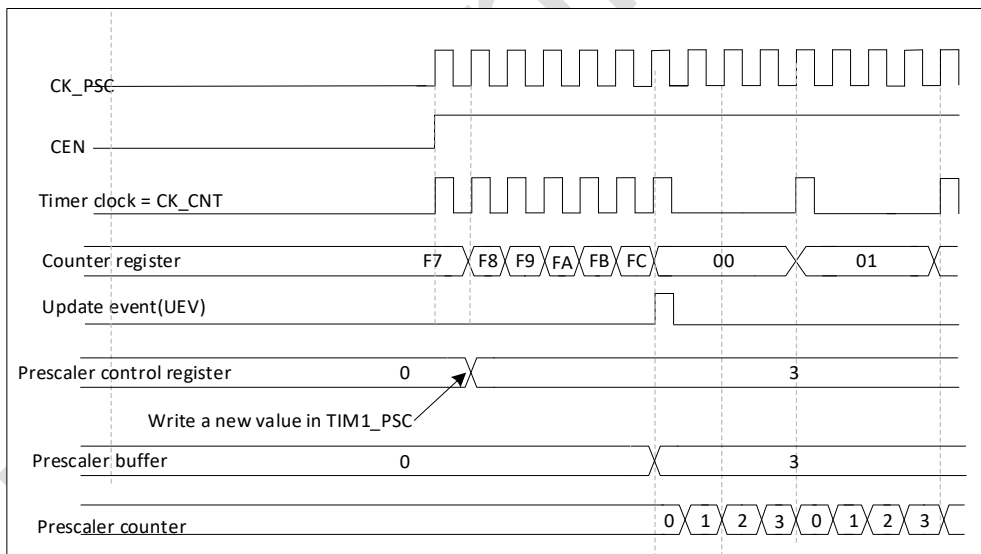 CK_PSC
CEN
Timer clock = CK_CNT
Counter register F7 F8 F9 FA FB FC 00 01
Update event(UEV)
Prescaler control register 0 3
Write a new value in TIM1_PSC
Prescaler buffer 0 3
Prescaler counter 0 1 2 3 0 1 2 3